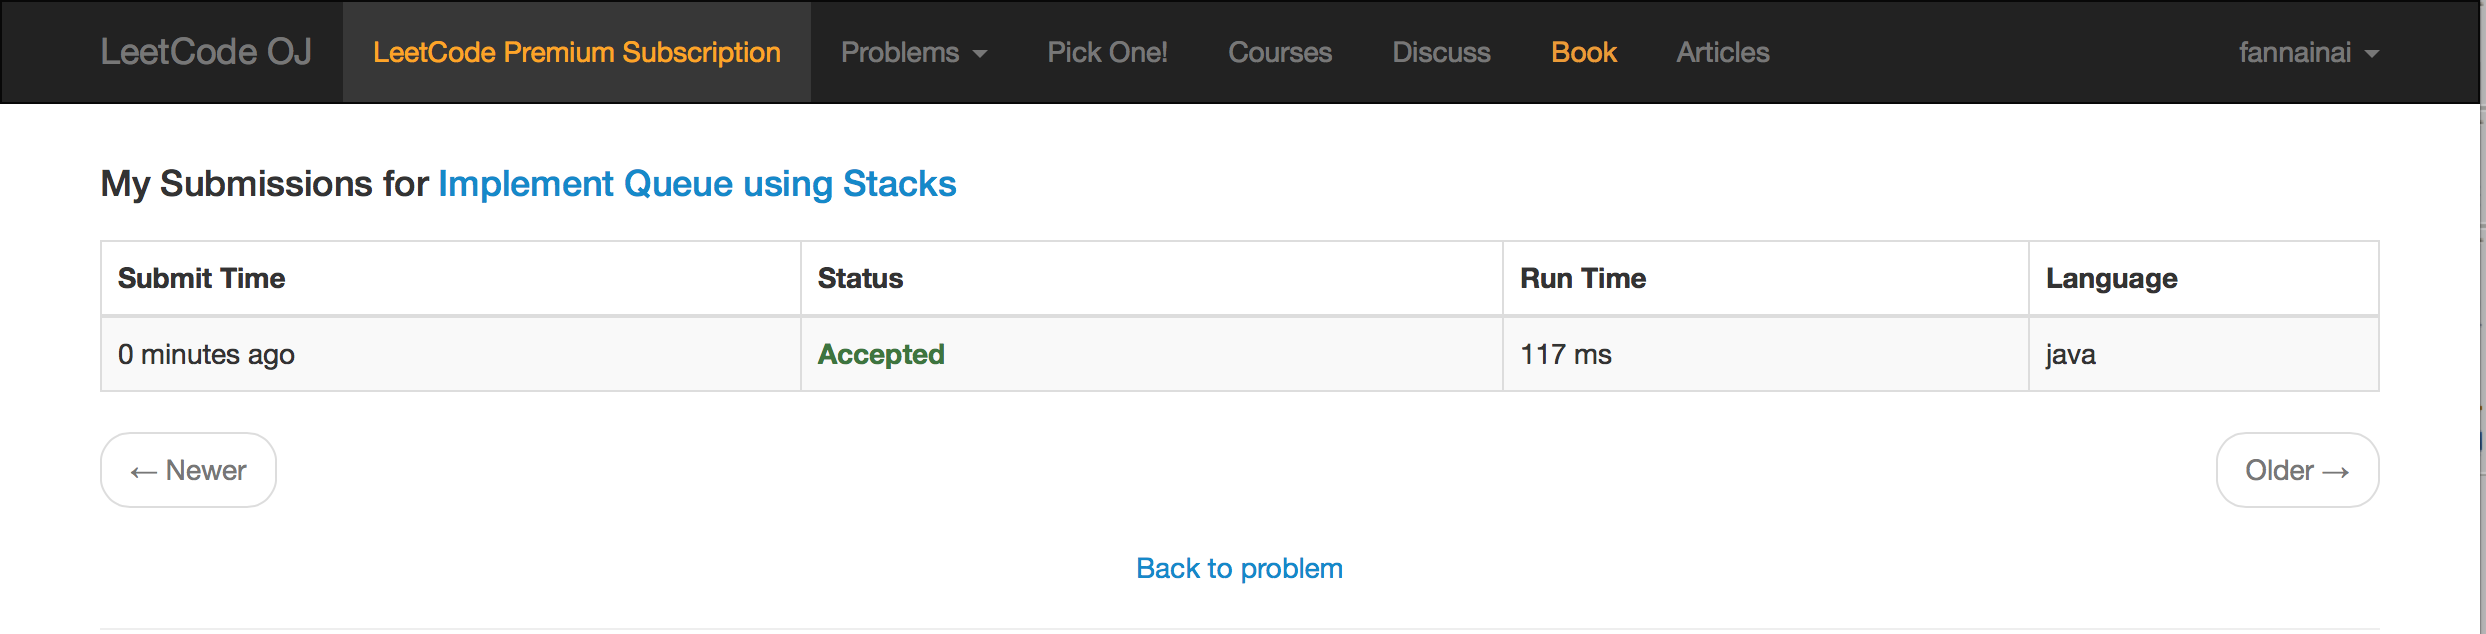 LeetCode OJ LeetCode Premium Subscription Problems Pick One! Courses Discuss Book Articles fannainai
My Submissions for Implement Queue using Stacks
Submit Time Status Run Time Language
0 minutes ago Accepted 117 ms java
← Newer Older →
Back to problem